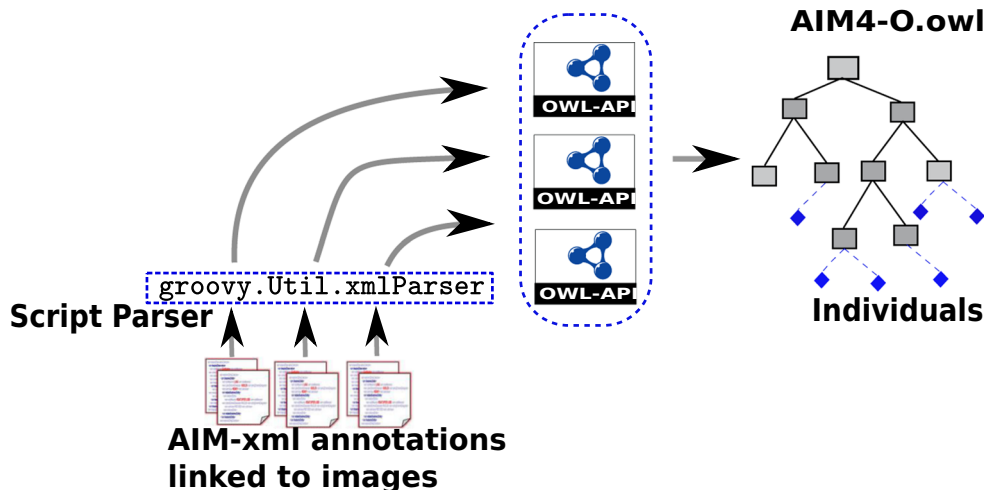 AIM4-O.owl
OWL-API
OWL-API
OWL-API
groovy.Util.xmlParser
Script Parser
Individuals
AIM-xml annotations
linked to images